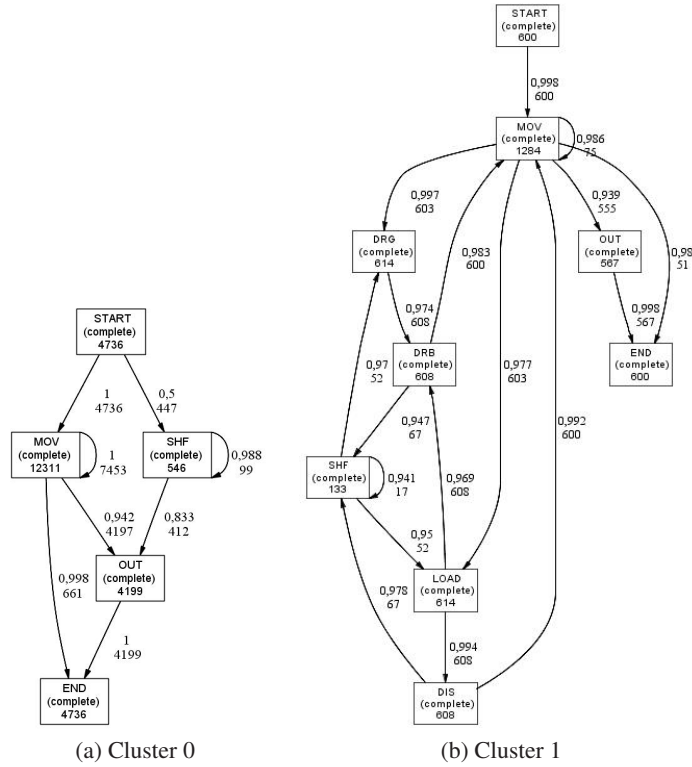 START
(complete)
600
0,998
600
MOV
(complete)
1284
0,986
75
0,997
603
0,939
555
DRG
(complete)
614
0,983
600
OUT
(complete)
567
0,98
51
0,974
608
0,998
567
START
(complete)
4736
DRB
(complete)
608
END
(complete)
600
0,977
603
0,97
52
1
4736
0,5
447
0,947
67
0,992
600
MOV
(complete)
12311
1
7453
SHF
(complete)
546
0,988
99
SHF
(complete)
133
0,941
17
0,969
608
0,942
4197
0,833
412
0,95
52
OUT
(complete)
4199
LOAD
(complete)
614
0,998
661
0,978
67
0,994
608
1
4199
END
(complete)
4736
DIS
(complete)
608
(a) Cluster 0
(b) Cluster 1